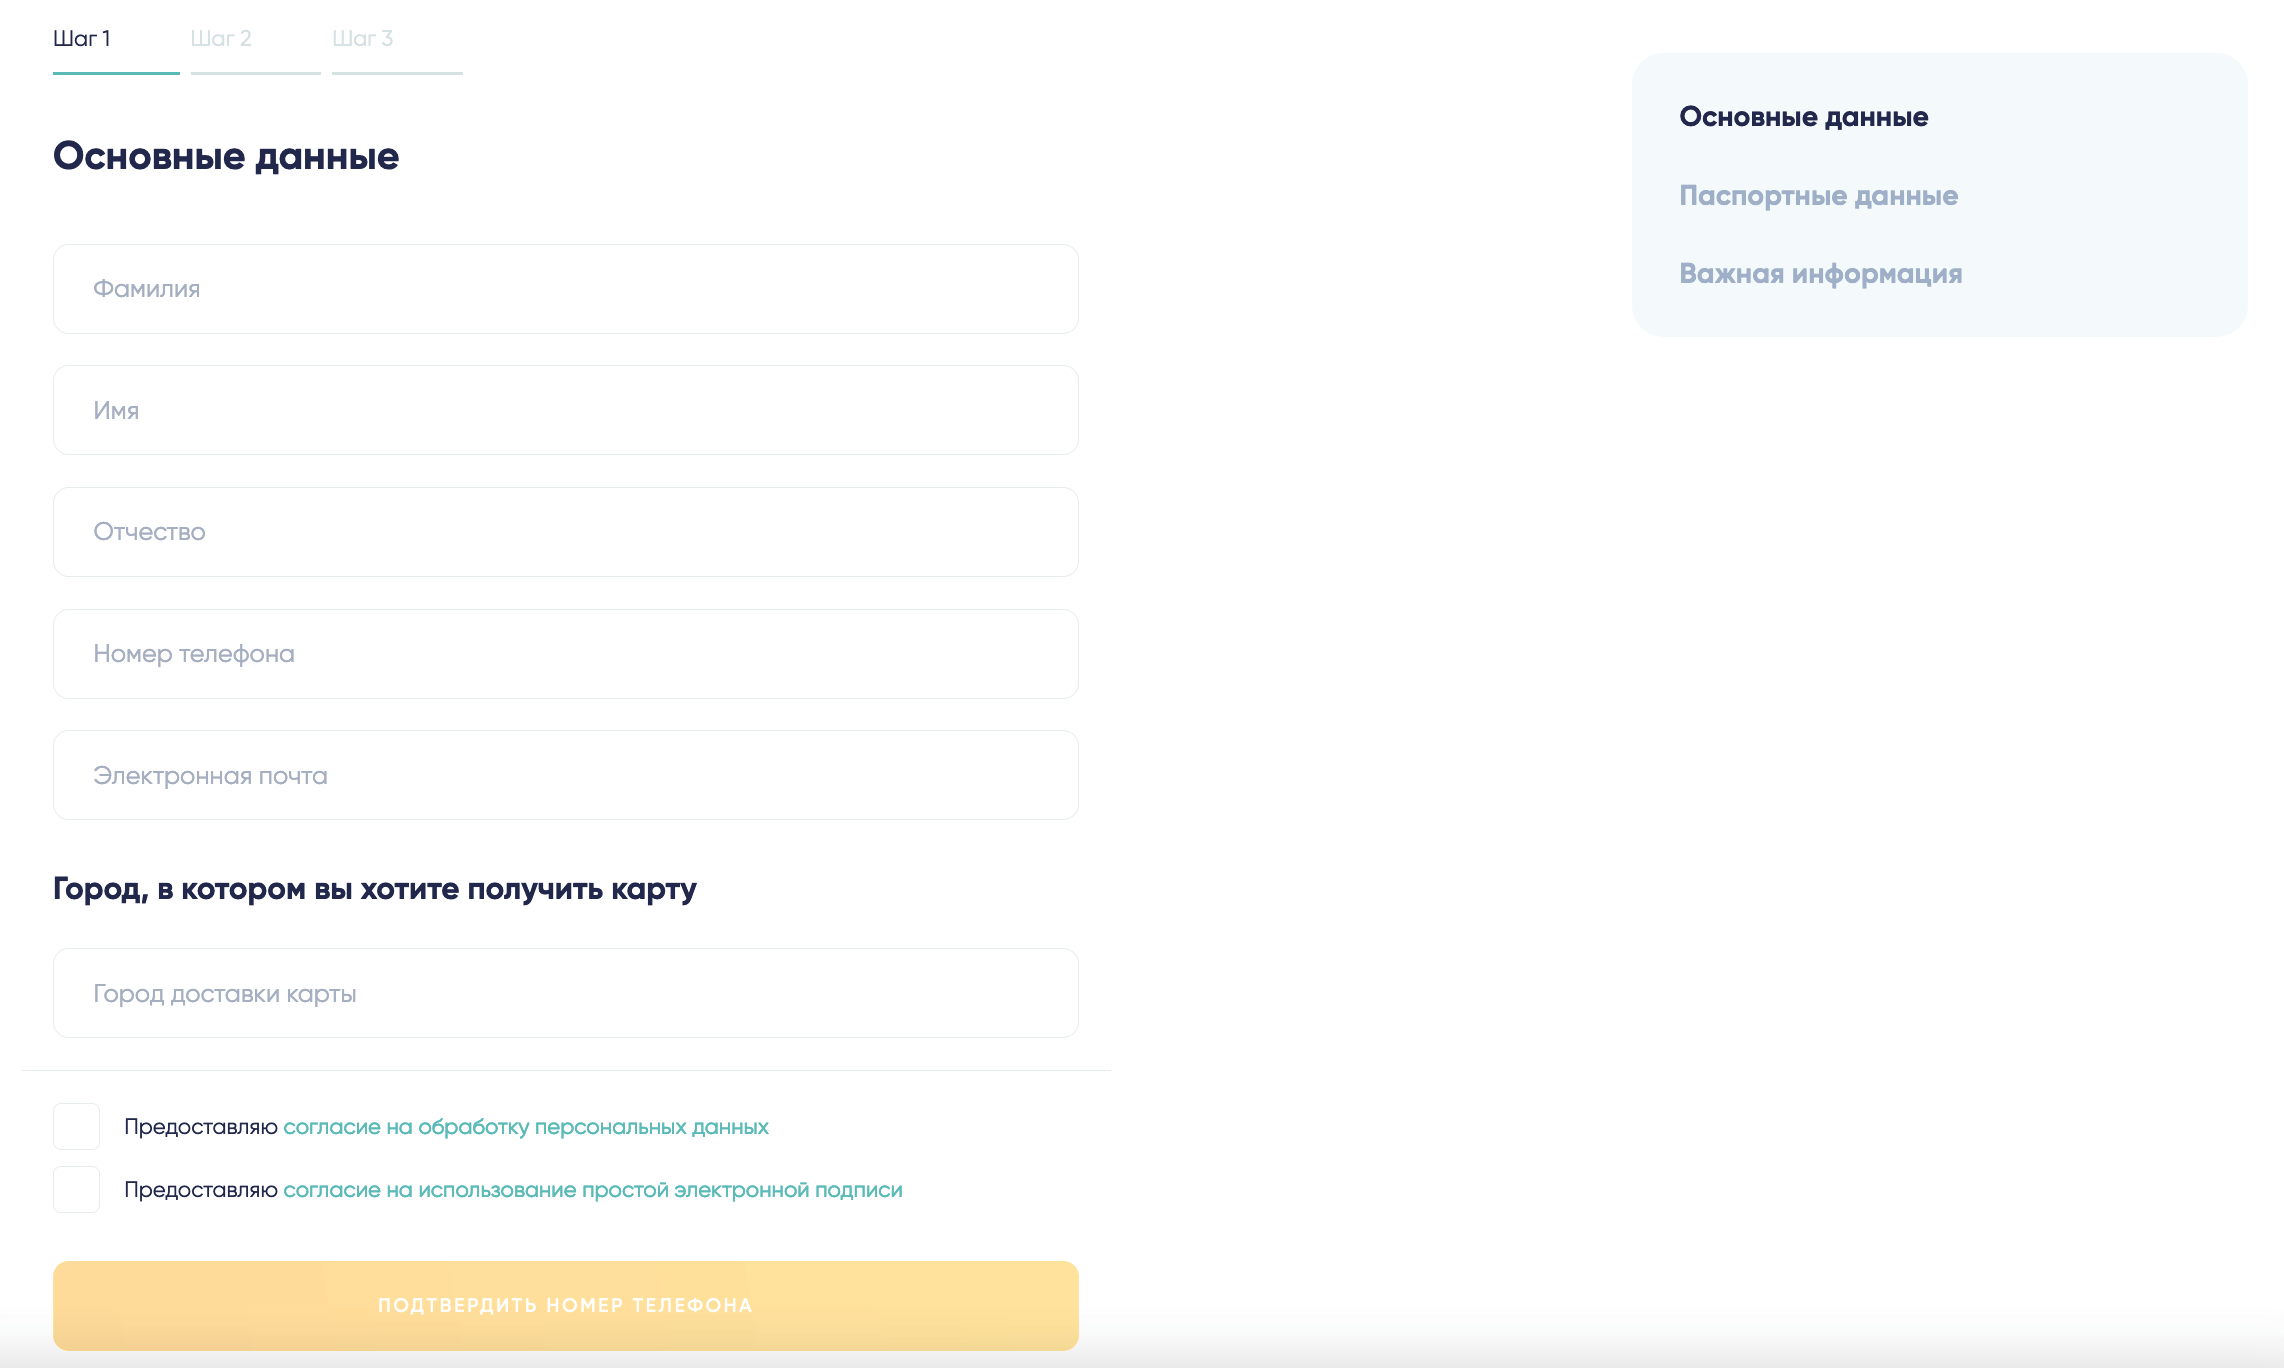 Шаг 1
Шаг 2
Шаг 3
Основные данные
Фамилия
Имя
Отчество
Номер телефона
Электронная почта
Город, в котором вы хотите получить карту
Город доставки карты
Предоставляю согласие на обработку персональных данных
Предоставляю согласие на использование простой электронной подписи
ПОДТВЕРДИТЬ НОМЕР ТЕЛЕФОНА
Основные данные
Паспортные данные
Важная информация